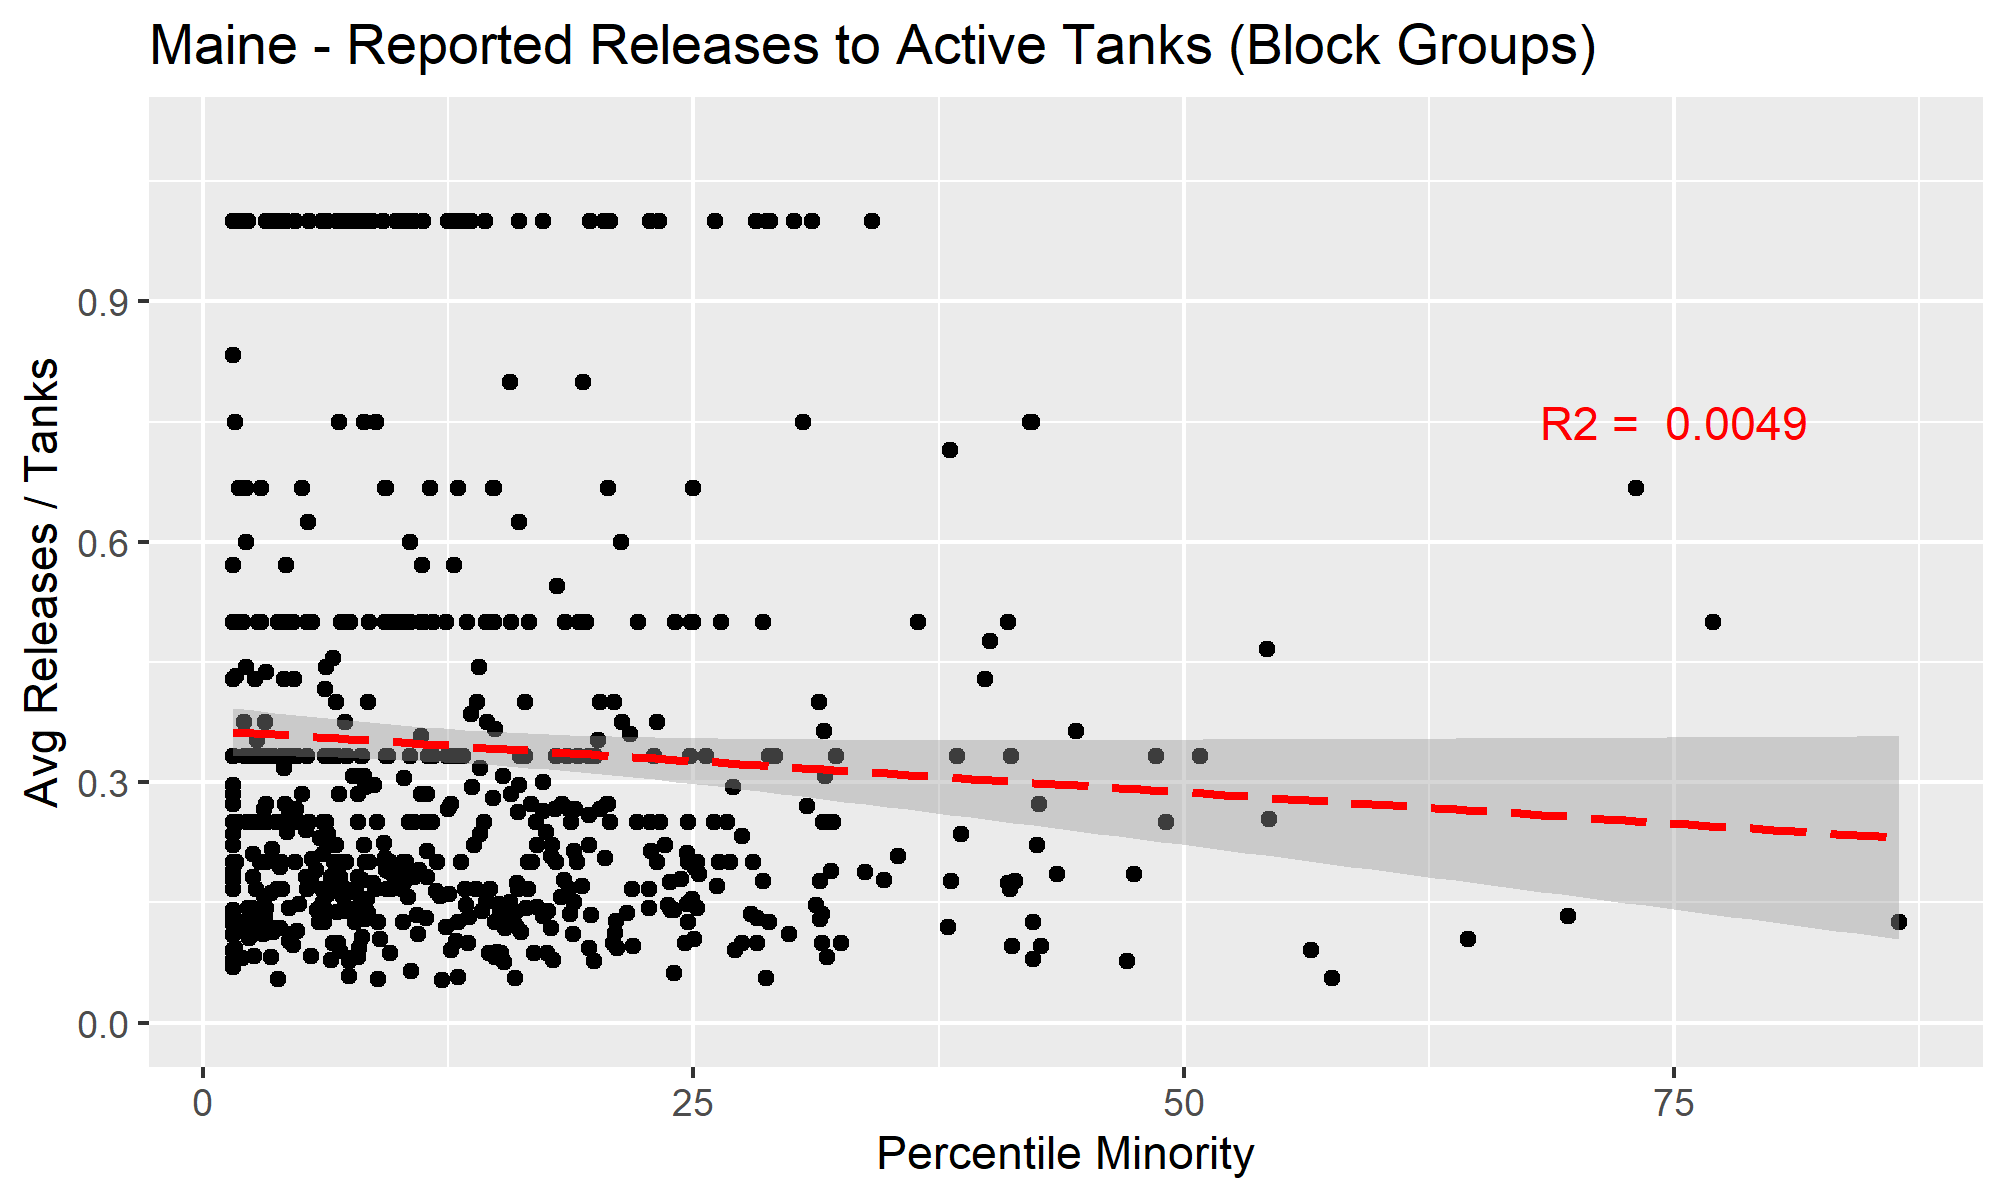 Maine - Reported Releases to Active Tanks (Block Groups)
Avg Releases / Tanks
0.9
0.6
0.3
0.0
R2 =  0.0049
0 25 50 75
Percentile Minority